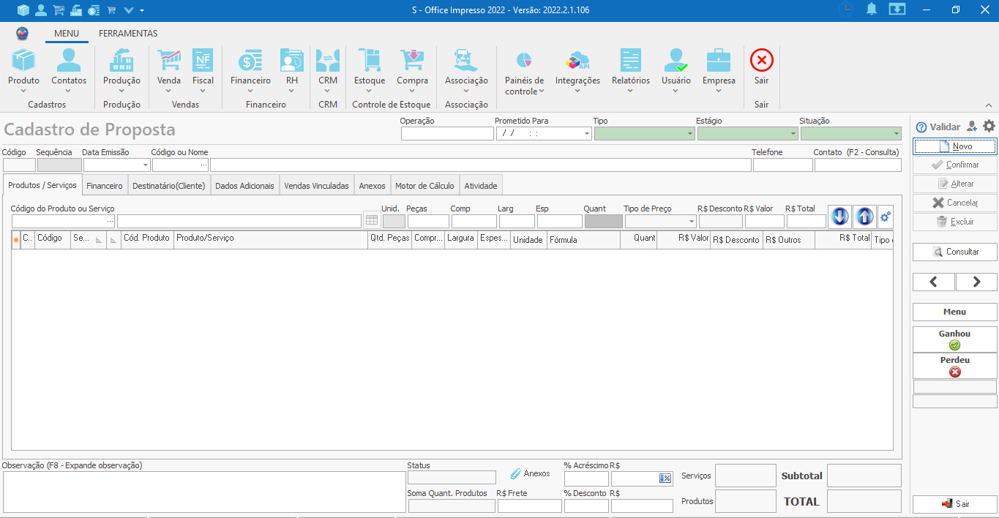 S - Office Impresso 2022 - Versão: 2022.2.1.106
MENU FERRAMENTAS
Produto Contatos Produção Venda Fiscal Financeiro RH CRM Estoque Compra Associação Painéis de controle Integrações Relatórios Usuário Empresa Sair
Cadastros Produção Vendas Financeiro CRM Controle de Estoque Associação Sair
Cadastro de Proposta
Operação Prometido Para Tipo Estágio Situação
/ / : :
Código Sequência Data Emissão Código ou Nome Telefone Contato (F2 - Consulta)
Produtos / Serviços Financeiro Destinatário(Cliente) Dados Adicionais Vendas Vinculadas Anexos Motor de Cálculo Atividade
Código do Produto ou Serviço Unid. Peças Comp Larg Esp Quant Tipo de Preço R$ Desconto R$ Valor R$ Total
C.. Código Se... Cód. Produto Produto/Serviço Qtd. Peças Compr... Largura Espes... Unidade Fórmula Quant R$ Valor R$ Desconto R$ Outros R$ Total Tipo
Observação (F8 - Expande observação)
Status
Anexos
% Acréscimo R$
Serviços
Subtotal
Soma Quant. Produtos R$ Frete
% Desconto R$
Produtos
TOTAL
Validar
Novo
Confirmar
Alterar
Cancelar
Excluir
Consultar
Menu
Ganhou
Perdeu
Sair